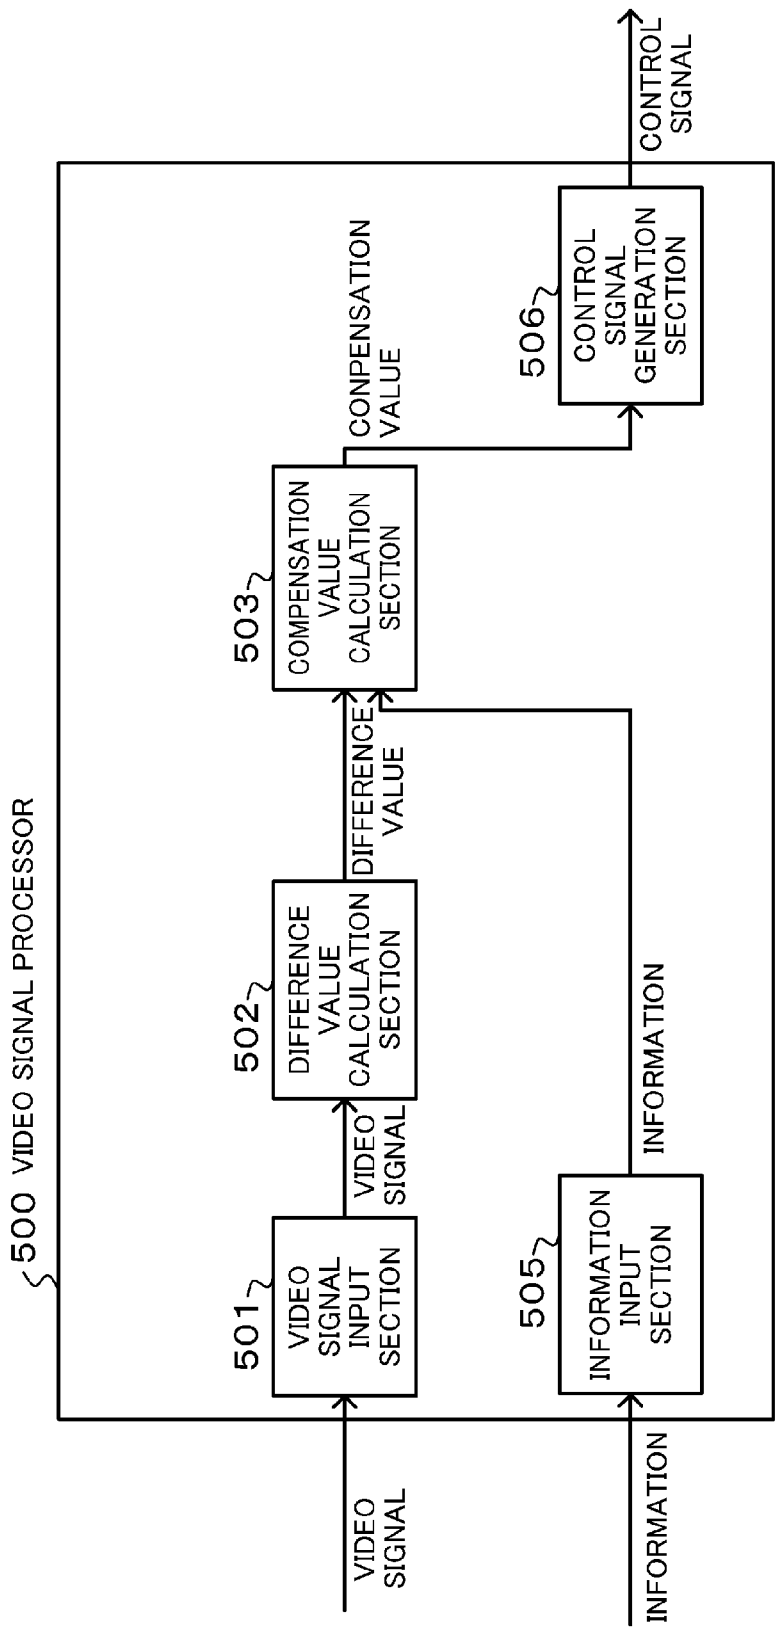 500 VIDEO SIGNAL PROCESSOR
VIDEO
SIGNAL
501
VIDEO
SIGNAL
INPUT
SECTION
VIDEO
SIGNAL
502
DIFFERENCE
VALUE
CALCULATION
SECTION
DIFFERENCE
VALUE
503
COMPENSATION
VALUE
CALCULATION
SECTION
CONPENSATION
VALUE
INFORMATION
505
INFORMATION
INPUT
SECTION
INFORMATION
506
CONTROL
SIGNAL
GENERATION
SECTION
CONTROL
SIGNAL